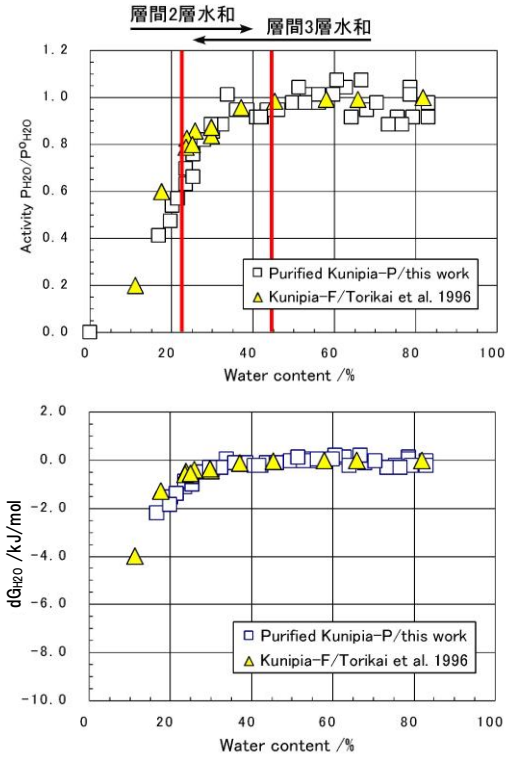 層間2層水和
層間3層水和
1.2
1.0
0.8
0.6
0.4
0.2
0.0
Activity PH2O/PºH2O
Purified Kunipia-P/this work
Kunipia-F/Torikai et al. 1996
0 20 40 60 80 100
Water content /%
2.0
0.0
-2.0
-4.0
-6.0
-8.0
-10.0
dGH2O /kJ/mol
Purified Kunipia-P/this work
Kunipia-F/Torikai et al. 1996
0 20 40 60 80 100
Water content /%